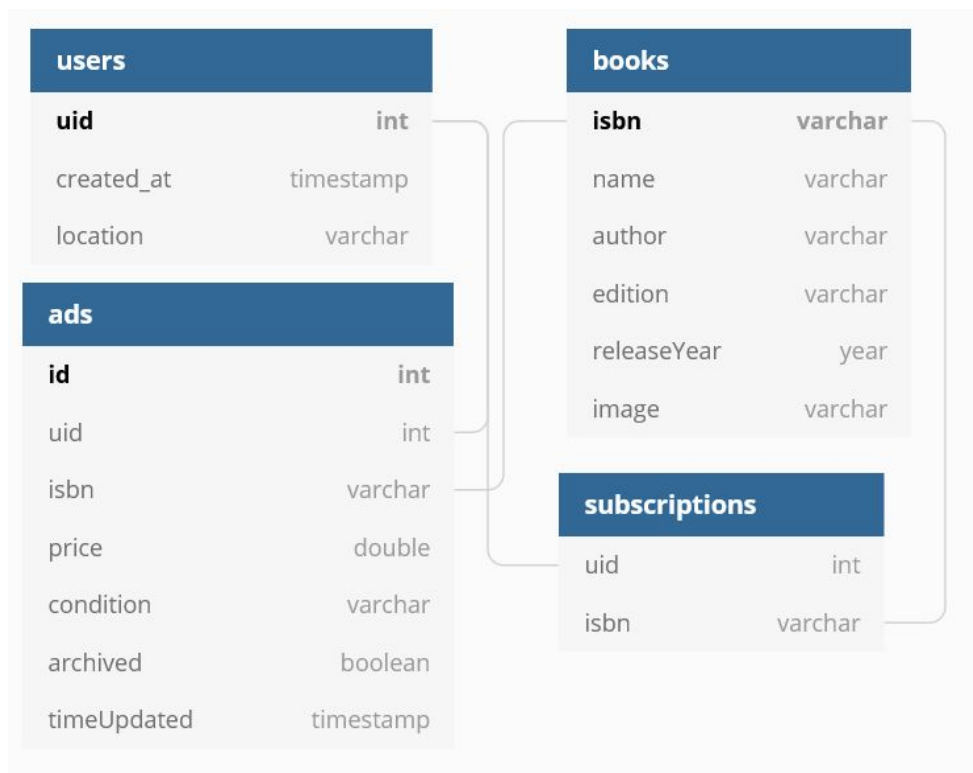 users
uid int
created_at timestamp
location varchar
ads
id int
uid int
isbn varchar
price double
condition varchar
archived boolean
timeUpdated timestamp
books
isbn varchar
name varchar
author varchar
edition varchar
releaseYear year
image varchar
subscriptions
uid int
isbn varchar